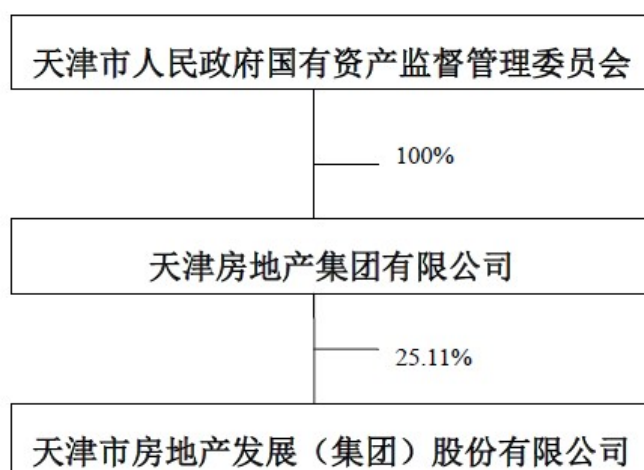 天津市人民政府国有资产监督管理委员会
100%
天津房地产集团有限公司
25.11%
天津市房地产发展（集团）股份有限公司